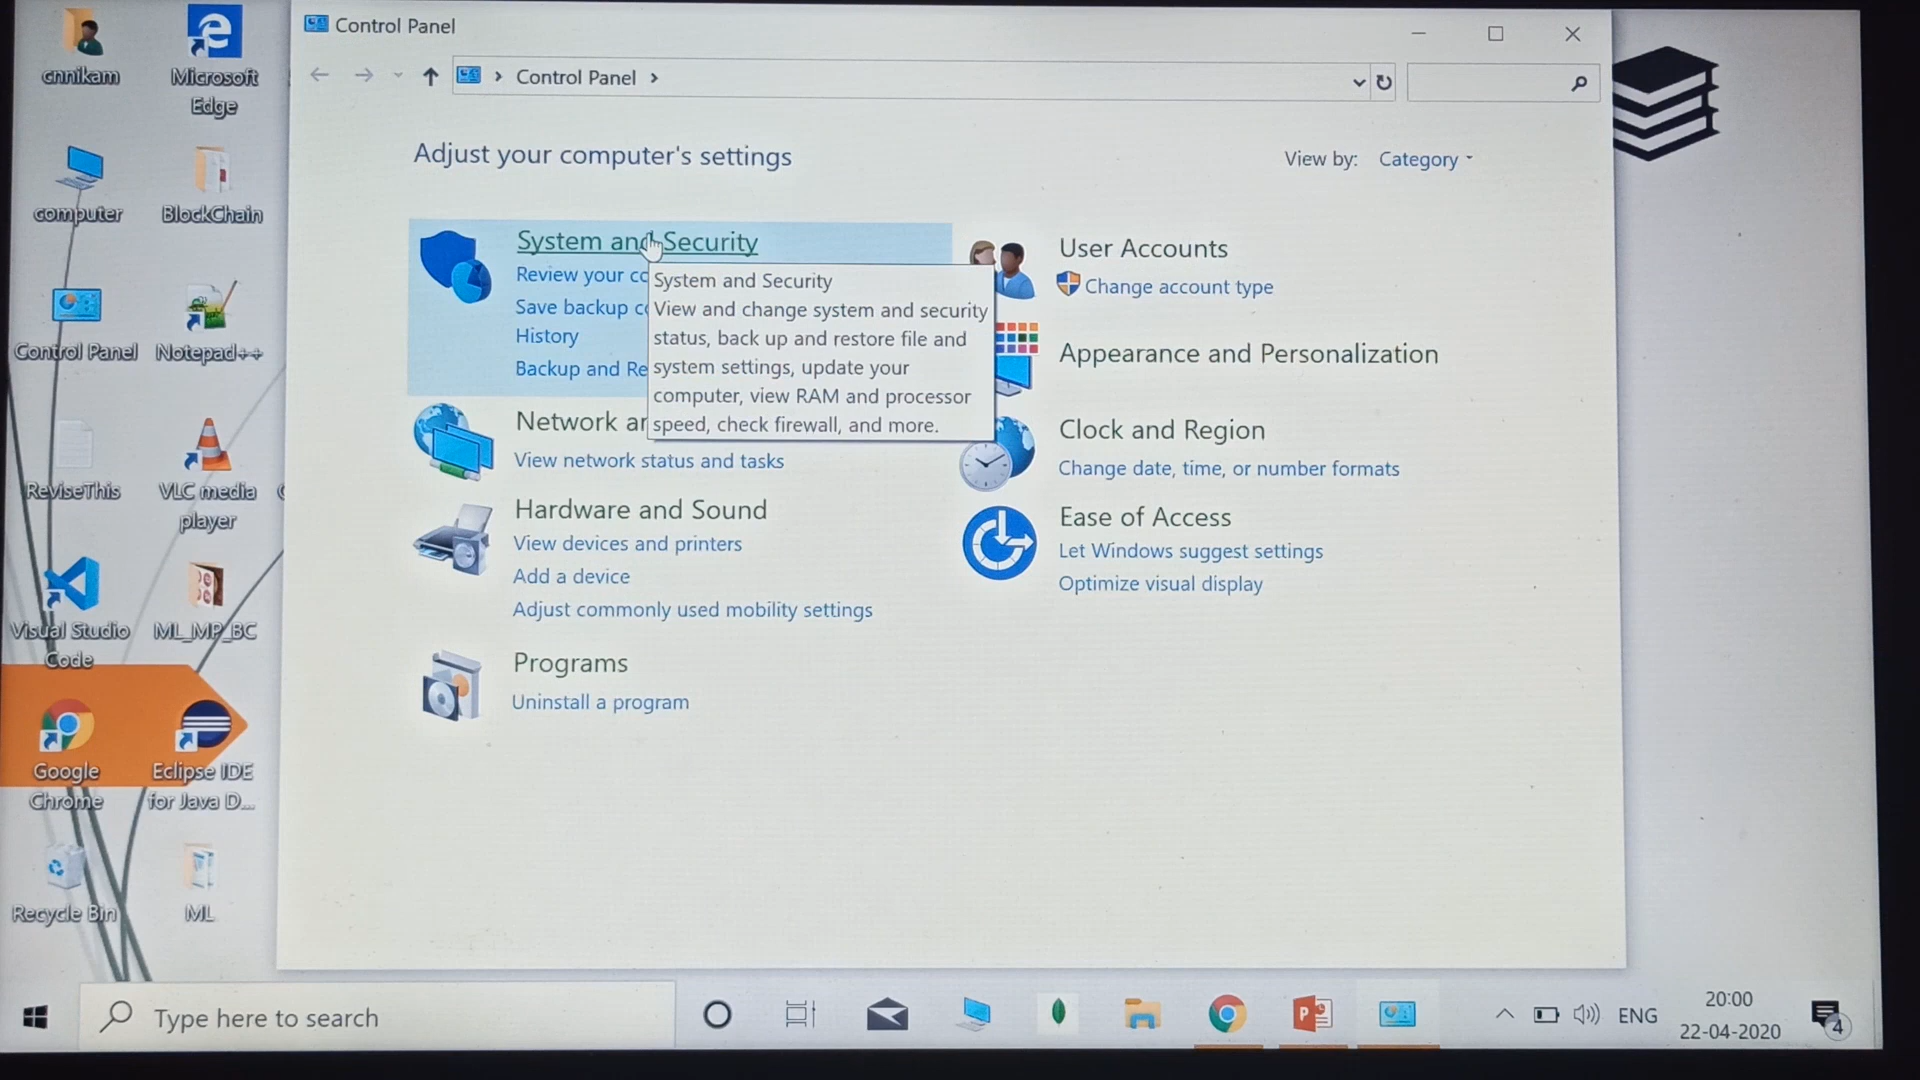 cnnikam
Microsoft
Edge
computer
BlockChain
Control Panel
Notepad++
ReviseThis
VLC media
player
Visual Studio
Code
ML_MP_BC
Google
Chrome
Eclipse IDE
for Java D...
Recycle Bin
ML
Control Panel
Control Panel
Adjust your computer's settings
View by: Category
System and Security
Review your co
Save backup co
History
Backup and Re
System and Security
View and change system and security
status, back up and restore file and
system settings, update your
computer, view RAM and processor
speed, check firewall, and more.
Network an
View network status and tasks
Hardware and Sound
View devices and printers
Add a device
Adjust commonly used mobility settings
Programs
Uninstall a program
User Accounts
Change account type
Appearance and Personalization
Clock and Region
Change date, time, or number formats
Ease of Access
Let Windows suggest settings
Optimize visual display
Type here to search
ENG
20:00
22-04-2020
4